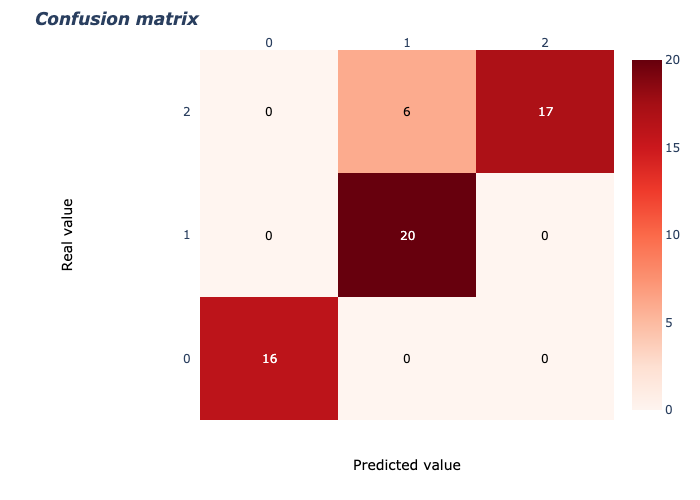 Confusion matrix
0 1 2
20
2 0 6 17
15
Real value
1 0 20 0
10
5
0 16 0 0
0
Predicted value